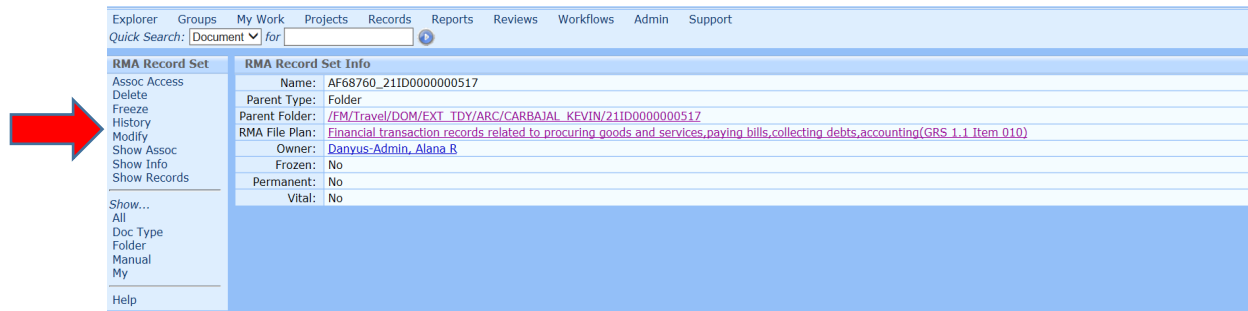 Explorer Groups My Work Projects Records Reports Reviews Workflows Admin Support
Quick Search: Document for
RMA Record Set
Assoc Access
Delete
Freeze
History
Modify
Show Assoc
Show Info
Show Records
Show...
All
Doc Type
Folder
Manual
My
Help
RMA Record Set Info
Name: AF68760_21ID0000000517
Parent Type: Folder
Parent Folder: /FM/Travel/DOM/EXT_TDY/ARC/CARBAJAL_KEVIN/21ID0000000517
RMA File Plan: Financial transaction records related to procuring goods and services,paying bills,collecting debts,accounting(GRS 1.1 Item 010)
Owner: Danyus-Admin, Alana R
Frozen: No
Permanent: No
Vital: No